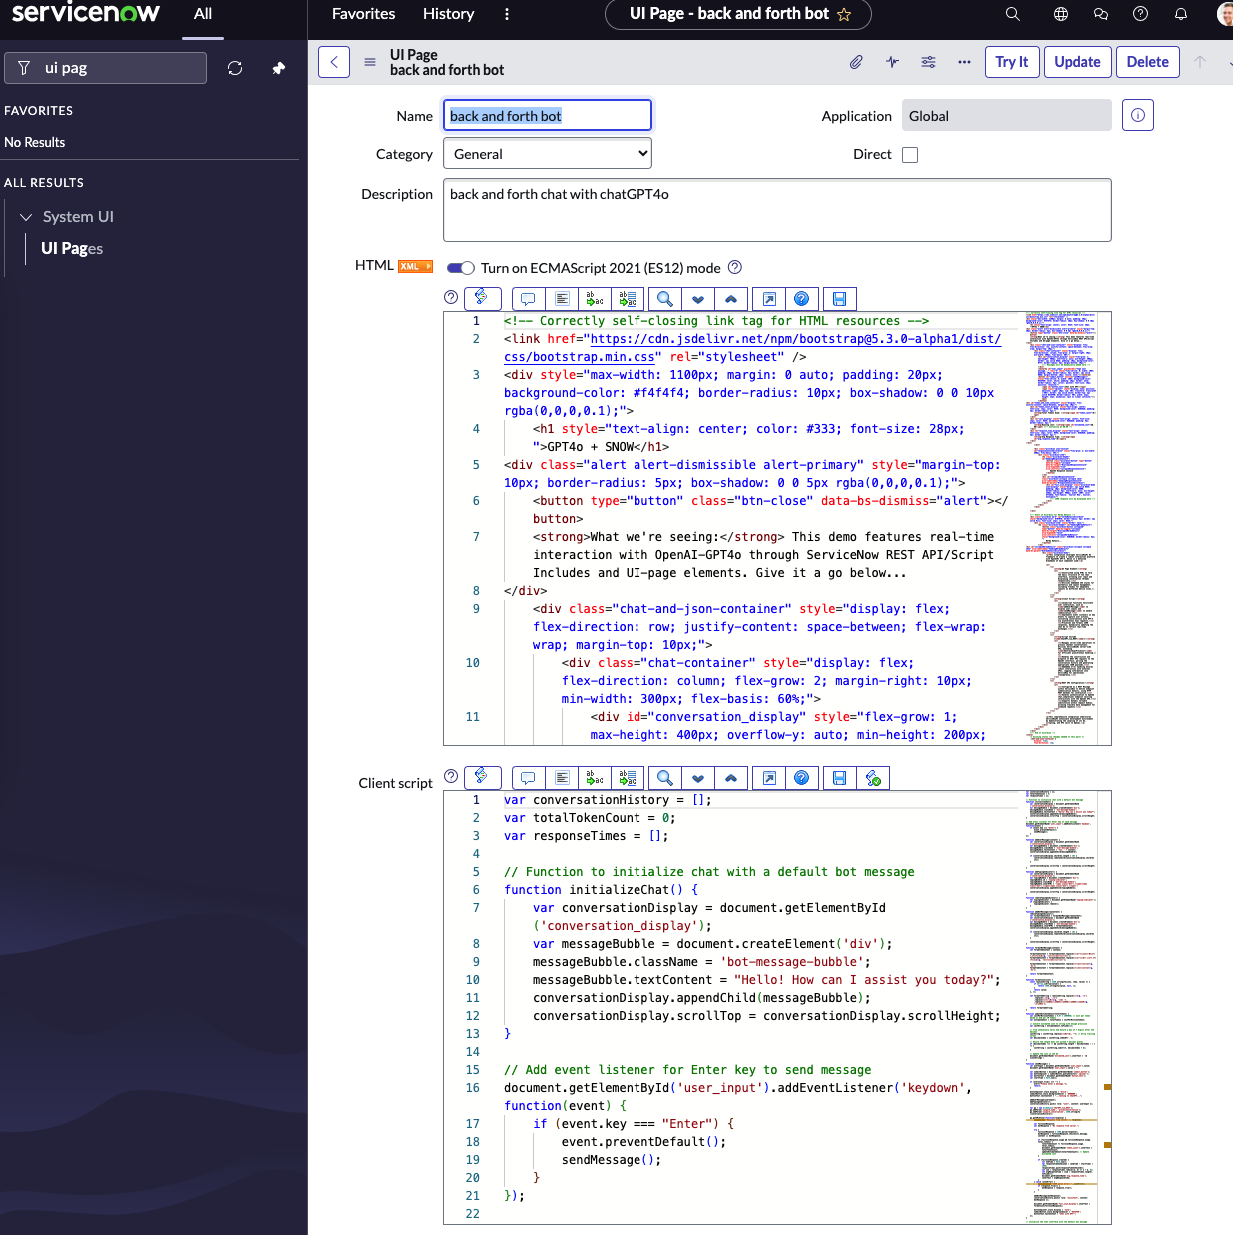 servicenow
All
Favorites
History
UI Page - back and forth bot
ui pag
FAVORITES
No Results
ALL RESULTS
System UI
UI Pages
UI Page
back and forth bot
Try It
Update
Delete
Name
back and forth bot
Application
Global
Category
General
Direct
Description
back and forth chat with chatGPT4o
HTML
XML
Turn on ECMAScript 2021 (ES12) mode
1 <!-- Correctly self-closing link tag for HTML resources -->
2 <link href="https://cdn.jsdelivr.net/npm/bootstrap@5.3.0-alpha1/dist/
css/bootstrap.min.css" rel="stylesheet" />
3 <div style="max-width: 1100px; margin: 0 auto; padding: 20px;
background-color: #f4f4f4; border-radius: 10px; box-shadow: 0 0 10px
rgba(0,0,0,0.1);">
4 <h1 style="text-align: center; color: #333; font-size: 28px;
">GPT4o + SNOW</h1>
5 <div class="alert alert-dismissible alert-primary" style="margin-top:
10px; border-radius: 5px; box-shadow: 0 0 5px rgba(0,0,0,0.1);">
6 <button type="button" class="btn-close" data-bs-dismiss="alert"></
button>
7 <strong>What we're seeing:</strong> This demo features real-time
interaction with OpenAI-GPT4o through ServiceNow REST API/Script
Includes and UI-page elements. Give it a go below...
8 </div>
9 <div class="chat-and-json-container" style="display: flex;
flex-direction: row; justify-content: space-between; flex-wrap:
wrap; margin-top: 10px;">
10 <div class="chat-container" style="display: flex;
flex-direction: column; flex-grow: 2; margin-right: 10px;
min-width: 300px; flex-basis: 60%;">
11 <div id="conversation_display" style="flex-grow: 1;
max-height: 400px; overflow-y: auto; min-height: 200px;
Client script
1 var conversationHistory = [];
2 var totalTokenCount = 0;
3 var responseTimes = [];
4
5 // Function to initialize chat with a default bot message
6 function initializeChat() {
7 var conversationDisplay = document.getElementById
('conversation_display');
8 var messageBubble = document.createElement('div');
9 messageBubble.className = 'bot-message-bubble';
10 messageBubble.textContent = "Hello! How can I assist you today?";
11 conversationDisplay.appendChild(messageBubble);
12 conversationDisplay.scrollTop = conversationDisplay.scrollHeight;
13 }
14
15 // Add event listener for Enter key to send message
16 document.getElementById('user_input').addEventListener('keydown',
function(event) {
17 if (event.key === "Enter") {
18 event.preventDefault();
19 sendMessage();
20 }
21 });
22